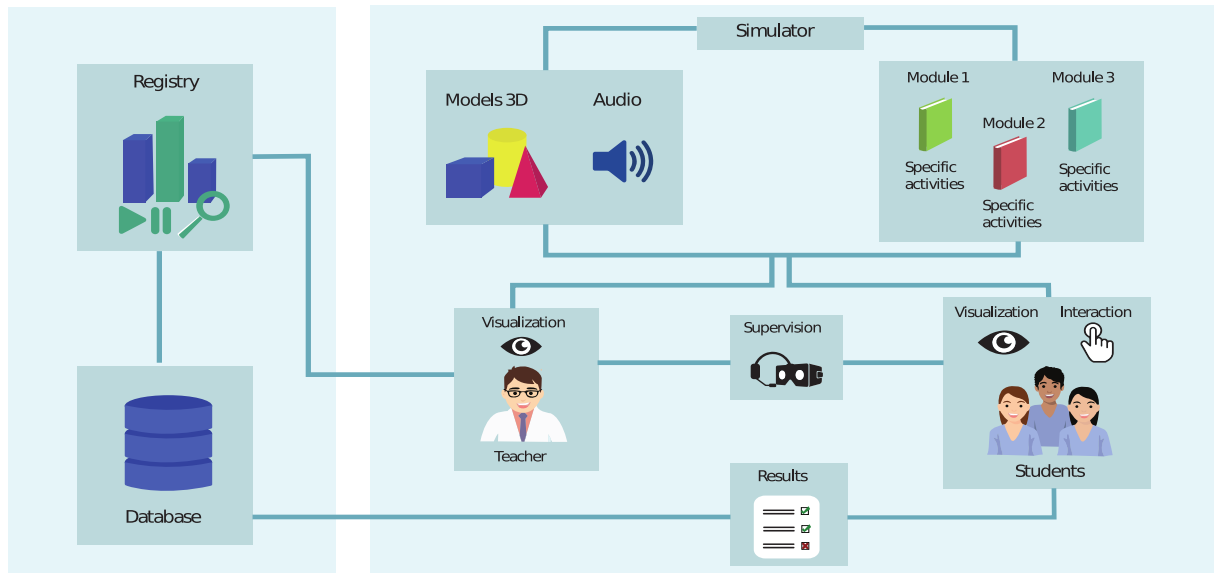 Simulator
Registry
Models 3D
Audio
Module 1
Specific
activities
Module 2
Specific
activities
Module 3
Specific
activities
Visualization
Teacher
Supervision
Visualization
Interaction
Students
Database
Results